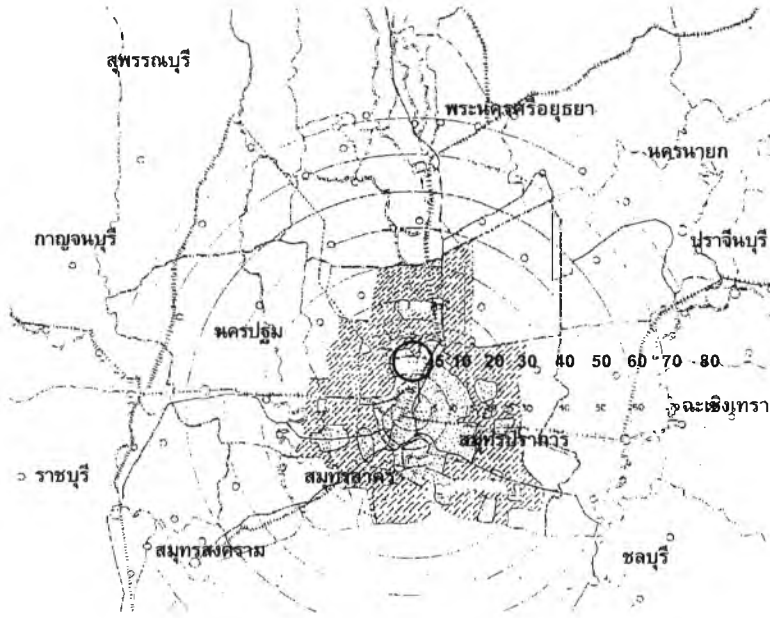 สุพรรณบุรี
พระนครศรีอยุธยา
นครนายก
กาญจนบุรี
ปราจีนบุรี
นครปฐม
5 10 20 30 40 50 60 70 80
ฉะเชิงเทรา
สมุทรปราการ
ราชบุรี
สมุทรสาคร
สมุทรสงคราม
ชลบุรี